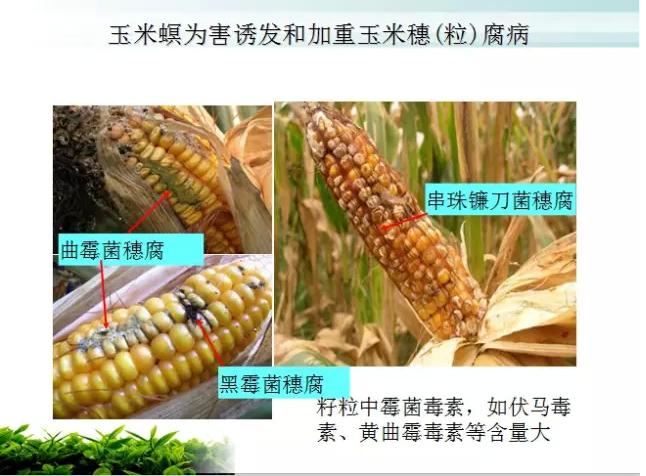 玉米螟为害诱发和加重玉米穗(粒)腐病
串珠镰刀菌穗腐
曲霉菌穗腐
黑霉菌穗腐
籽粒中霉菌毒素，如伏马毒
素、黄曲霉毒素等含量大